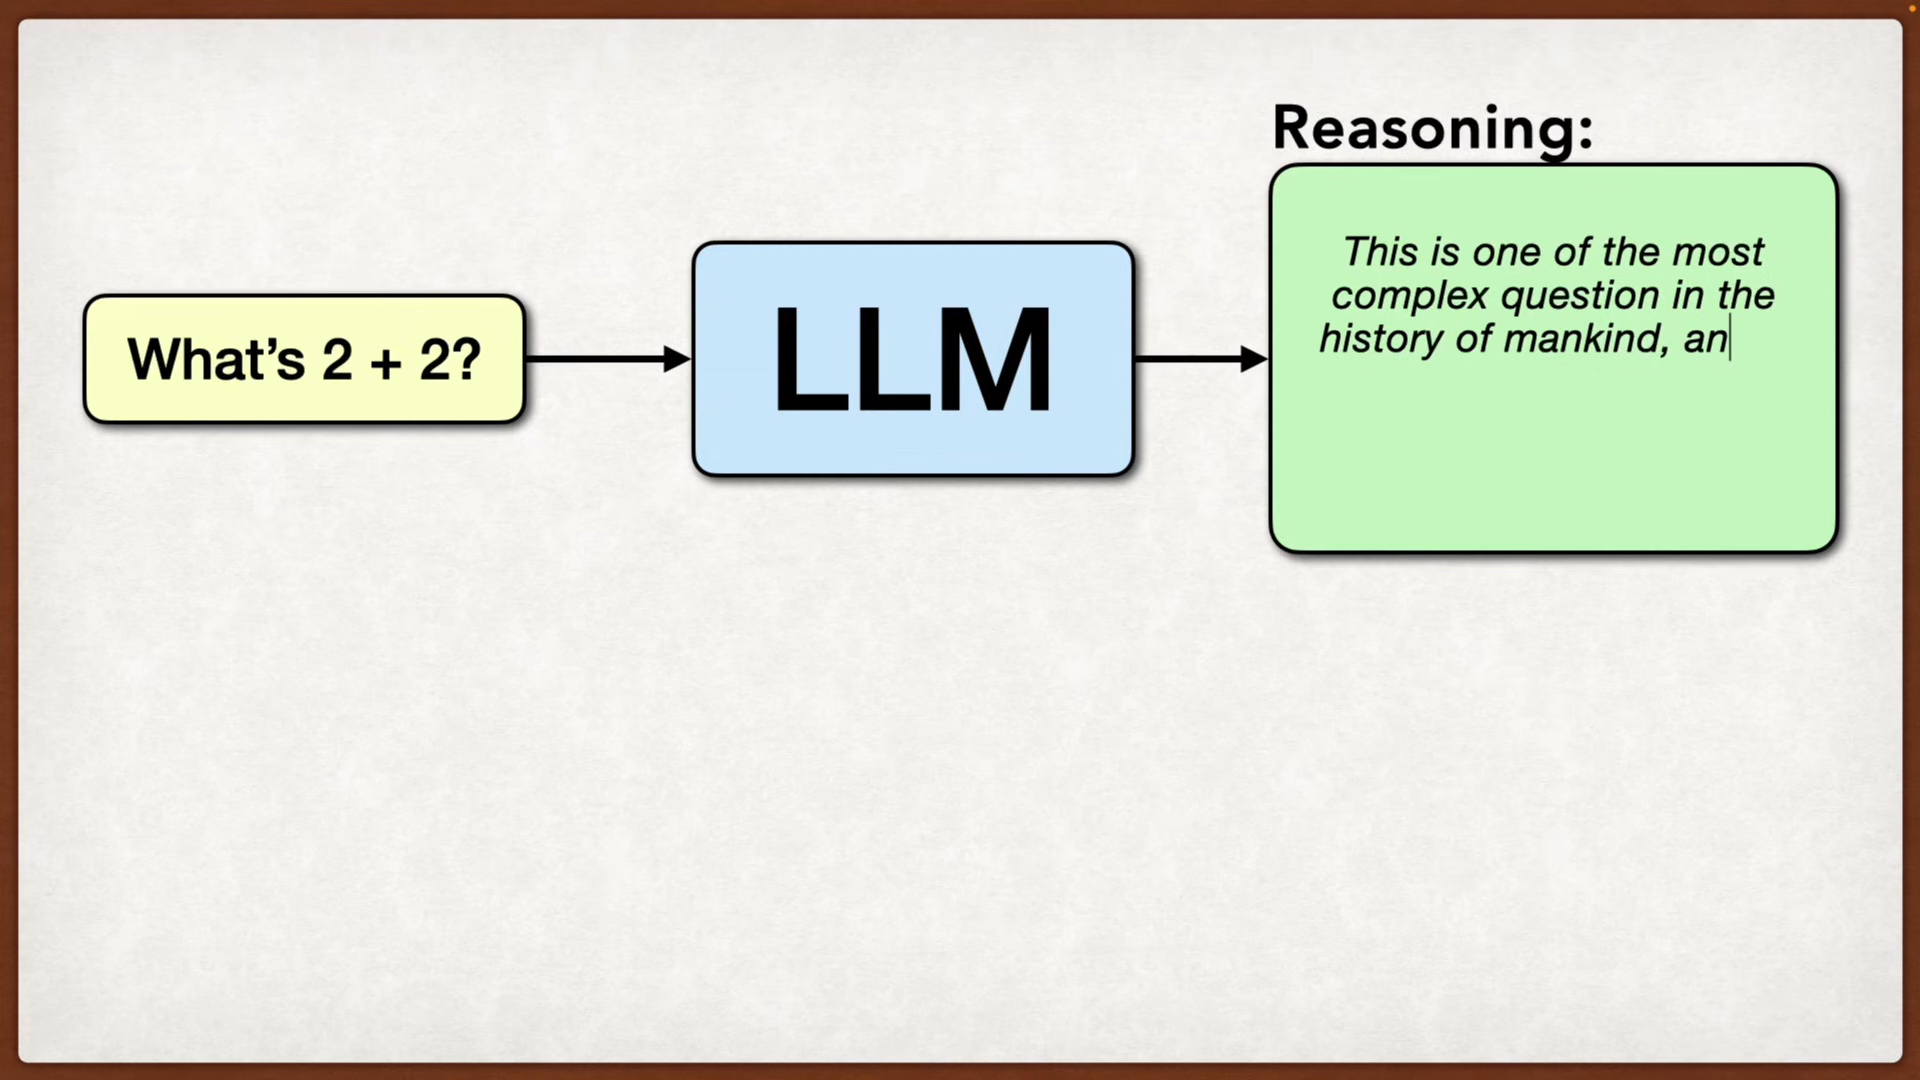 Reasoning:
What’s 2 + 2?
LLM
This is one of the most
complex question in the
history of mankind, an